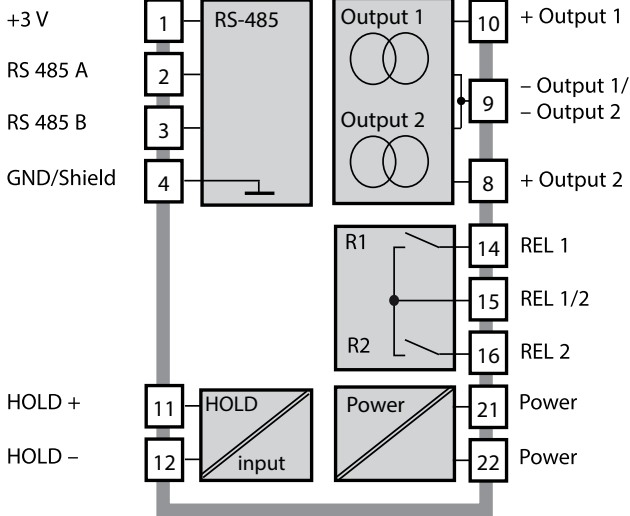 +3 V
1
RS-485
RS 485 A
2
RS 485 B
3
GND/Shield
4
Output 1
10
+ Output 1
9
– Output 1/
– Output 2
Output 2
8
+ Output 2
R1
14
REL 1
15
REL 1/2
R2
16
REL 2
HOLD +
11
HOLD
HOLD –
12
input
Power
21
Power
22
Power